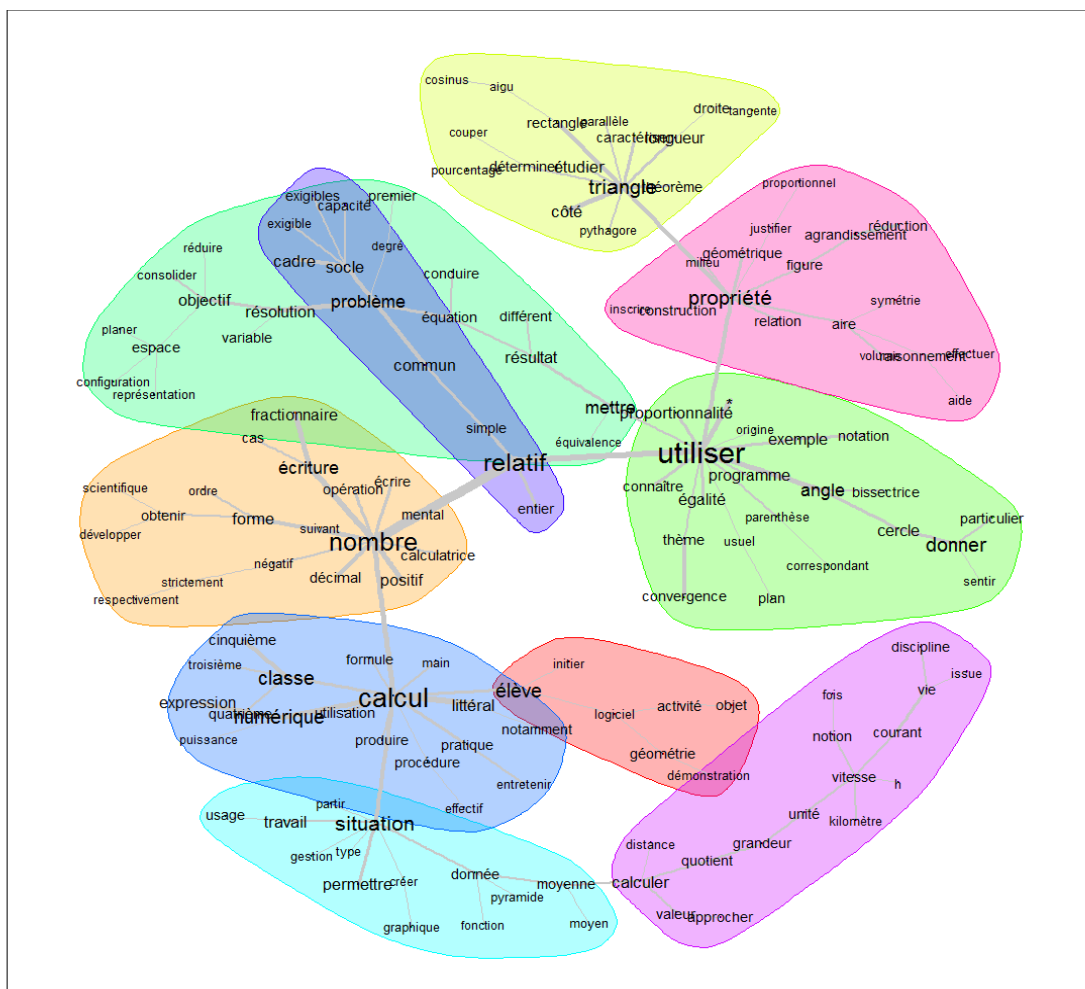 cosinus
aigu
droite
tangente
rectangle
parallèle
couper
caractériser
longueur
pourcentage
déterminer
étudier
triangle
théorème
côté
pythagore
exigibles
premier
capacité
exigible
degré
cadre
socle
réduire
consolider
conduire
objectif
résolution
problème
équation
différent
planer
variable
espace
résultat
configuration
représentation
commun
mettre
équivalence
simple
relatif
entier
proportionnel
justifier
réduction
géométrique
agrandissement
milieu
figure
propriété
inscrire
construction
relation
symétrie
aire
volume
raisonnement
effectuer
aide
fractionnaire
cas
écriture
scientifique
ordre
opération
écrire
obtenir
forme
suivant
mental
développer
nombre
calculatrice
négatif
décimal
positif
strictement
respectivement
proportionnalité
*
origine
exemple
notation
utiliser
programme
connaître
égalité
angle
bissectrice
parenthèse
particulier
thème
usuel
cercle
donner
correspondant
sentir
convergence
plan
cinquième
formule
main
troisième
classe
calcul
expression
quatrième
numérique
utilisation
littéral
puissance
produire
pratique
notamment
procédure
entretenir
effectif
élève
initier
logiciel
activité
objet
géométrie
démonstration
discipline
issue
fois
vie
notion
courant
vitesse
h
unité
kilomètre
grandeur
distance
quotient
calculer
valeur
approcher
usage
partir
travail
situation
gestion
type
permettre
créer
donnée
moyenne
pyramide
graphique
fonction
moyen